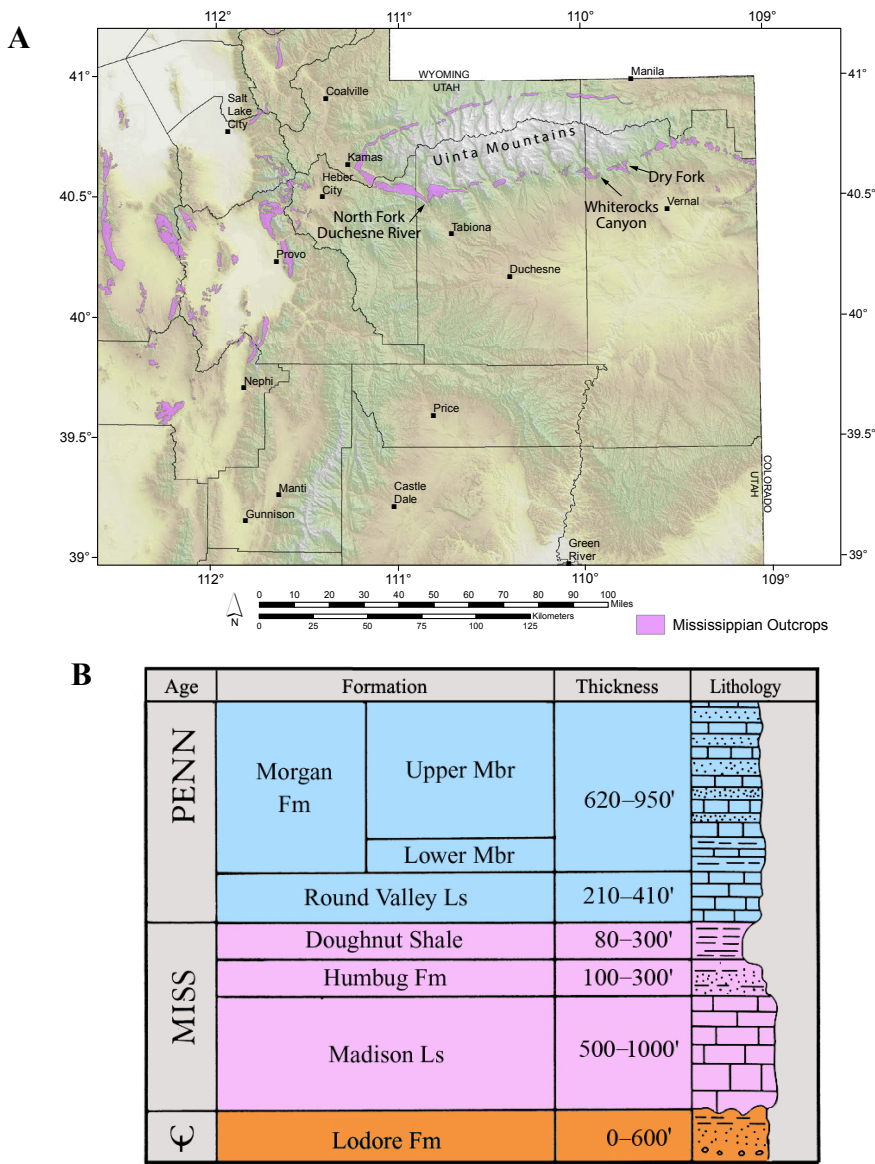 A
112°
111°
110°
109°
41°
41°
WYOMING
UTAH
Manila
Coalville
Salt
Lake
City
Uinta Mountains
Kamas
Heber
City
Dry Fork
40.5°
40.5°
North Fork
Duchesne River
Whiterocks
Canyon
Vernal
Tabiona
Provo
Duchesne
40°
40°
Nephi
Price
39.5°
39.5°
COLORADO
UTAH
Manti
Castle
Dale
Gunnison
Green
River
39°
39°
112°
111°
110°
109°
N
0 10 20 30 40 50 60 70 80 90 100
Miles
Kilometers
0 25 50 75 100 125
Mississippian Outcrops
B
Age Formation Thickness Lithology
PENN
Morgan
Fm
Upper Mbr
620–950'
Lower Mbr
Round Valley Ls 210–410'
MISS
Doughnut Shale 80–300'
Humbug Fm 100–300'
Madison Ls 500–1000'
Ꞓ Lodore Fm 0–600'